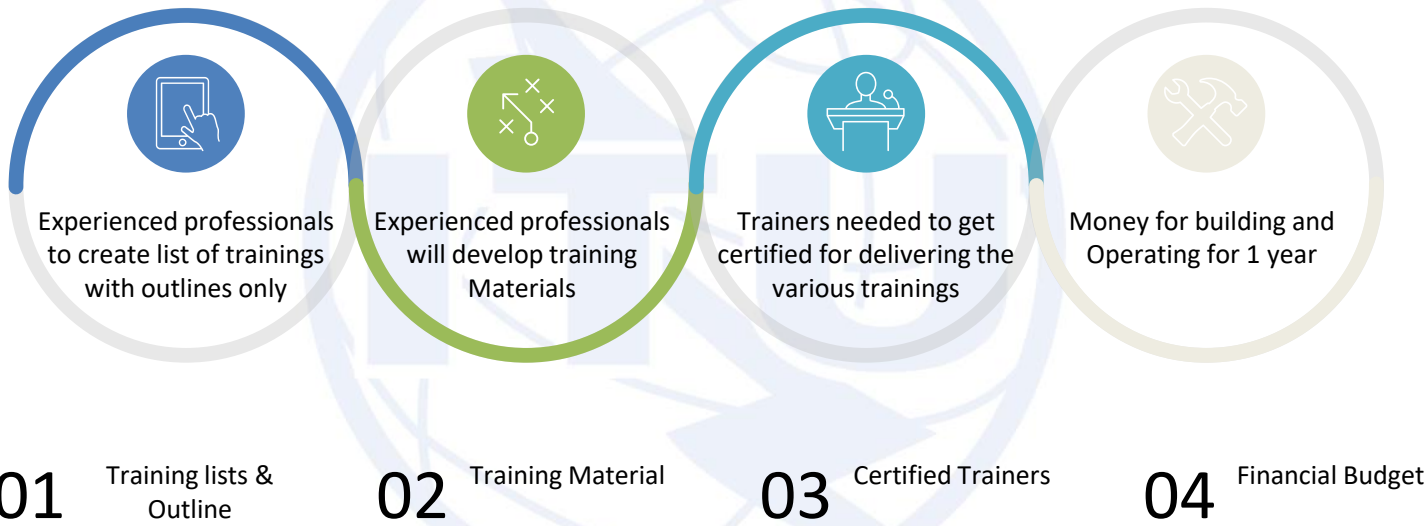 Experienced professionals
to create list of trainings
with outlines only
Experienced professionals
will develop training
Materials
Trainers needed to get
certified for delivering the
various trainings
Money for building and
Operating for 1 year
ITU
01
Training lists &
Outline
02
Training Material
03
Certified Trainers
04
Financial Budget